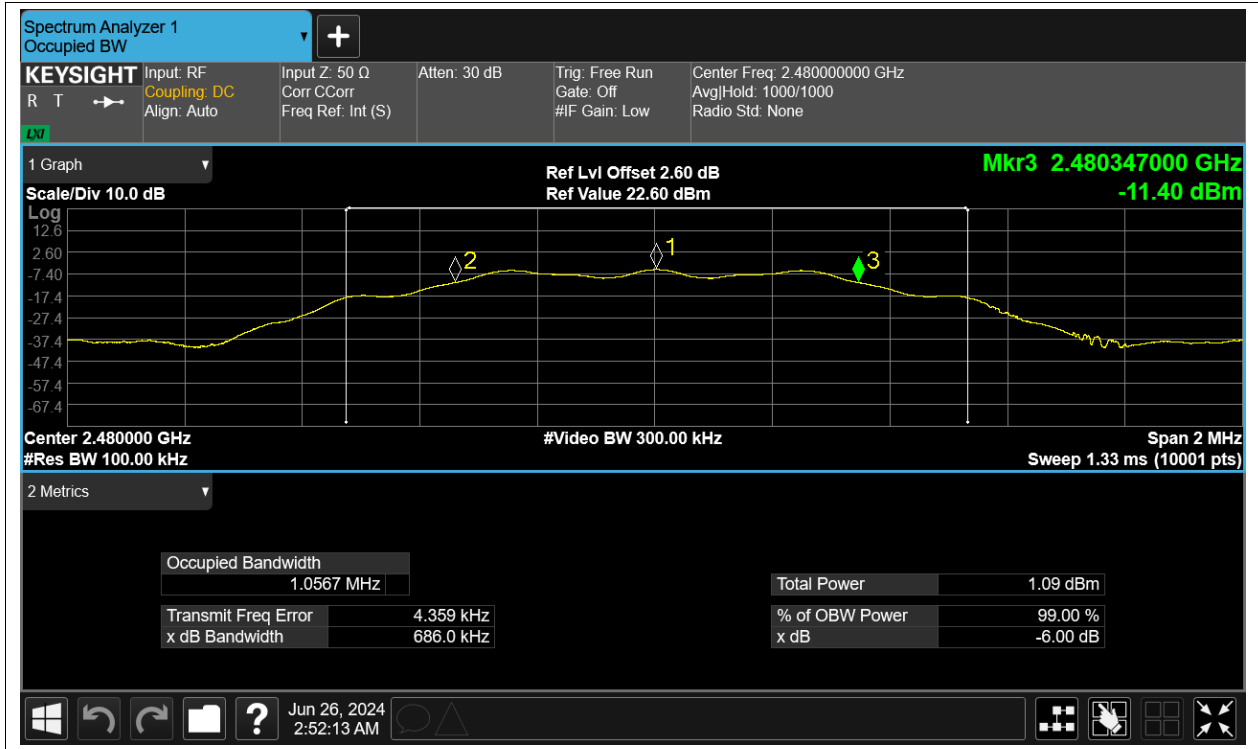 Spectrum Analyzer 1
Occupied BW
+
KEYSIGHT
R T
LXI
Input: RF
Coupling: DC
Align: Auto
Input Z: 50 Ω
Corr CCorr
Freq Ref: Int (S)
Atten: 30 dB
Trig: Free Run
Gate: Off
#IF Gain: Low
Center Freq: 2.480000000 GHz
Avg|Hold: 1000/1000
Radio Std: None
1 Graph
Scale/Div 10.0 dB
Ref Lvl Offset 2.60 dB
Ref Value 22.60 dBm
Mkr3 2.480347000 GHz
-11.40 dBm
Log
12.6
2.60
-7.40
-17.4
-27.4
-37.4
-47.4
-57.4
-67.4
2
1
3
Center 2.480000 GHz
#Res BW 100.00 kHz
#Video BW 300.00 kHz
Span 2 MHz
Sweep 1.33 ms (10001 pts)
2 Metrics
Occupied Bandwidth
1.0567 MHz
Transmit Freq Error 4.359 kHz
x dB Bandwidth 686.0 kHz
Total Power 1.09 dBm
% of OBW Power 99.00 %
x dB -6.00 dB
?
Jun 26, 2024
2:52:13 AM